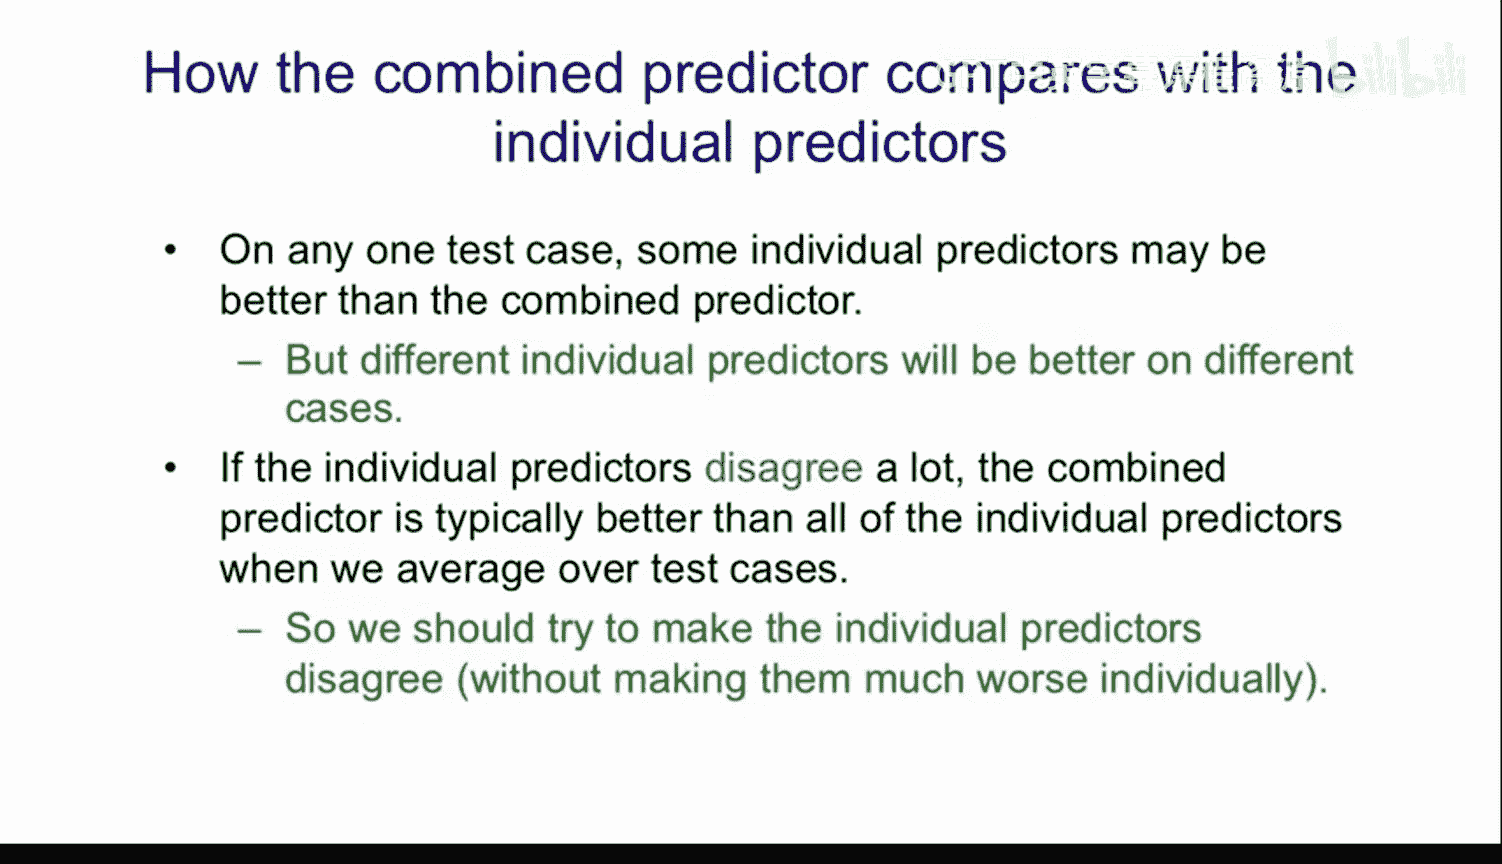 How the combined predictor compares with the
individual predictors
• On any one test case, some individual predictors may be
better than the combined predictor.
– But different individual predictors will be better on different
cases.
• If the individual predictors disagree a lot, the combined
predictor is typically better than all of the individual predictors
when we average over test cases.
– So we should try to make the individual predictors
disagree (without making them much worse individually).
bilibili